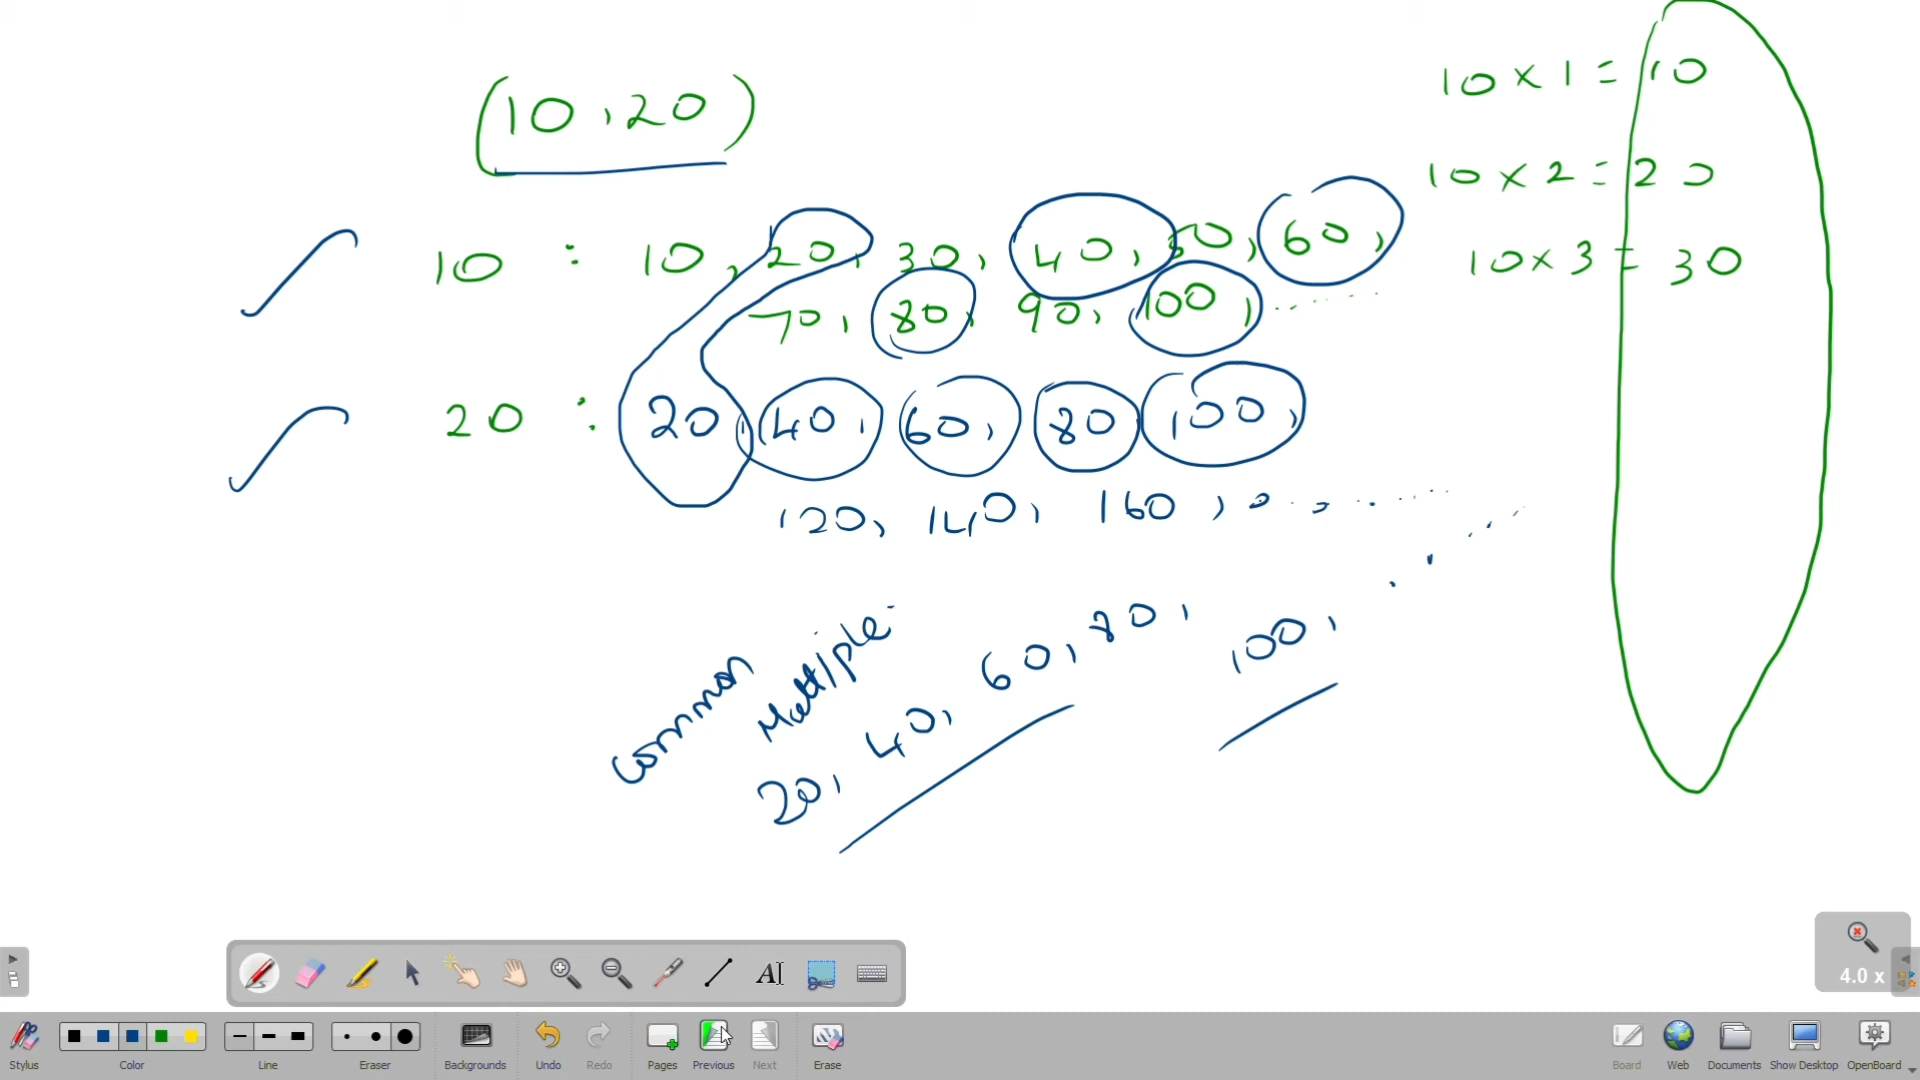 (10,20)
10 x 1 = 10
10 x 2 = 20
10 x 3 = 30
10 : 10, 20, 30, 40, 50, 60,
70, 80, 90, 100, ......
20 : 20, 40, 60, 80 100,
120, 140, 160, ......
common
Multiple
20, 40, 60, 80, 100, ......
4.0 x
Stylus
Color
Line
Eraser
Backgrounds
Undo
Redo
Pages
Previous
Next
Erase
Board
Web
Documents
Show Desktop
OpenBoard